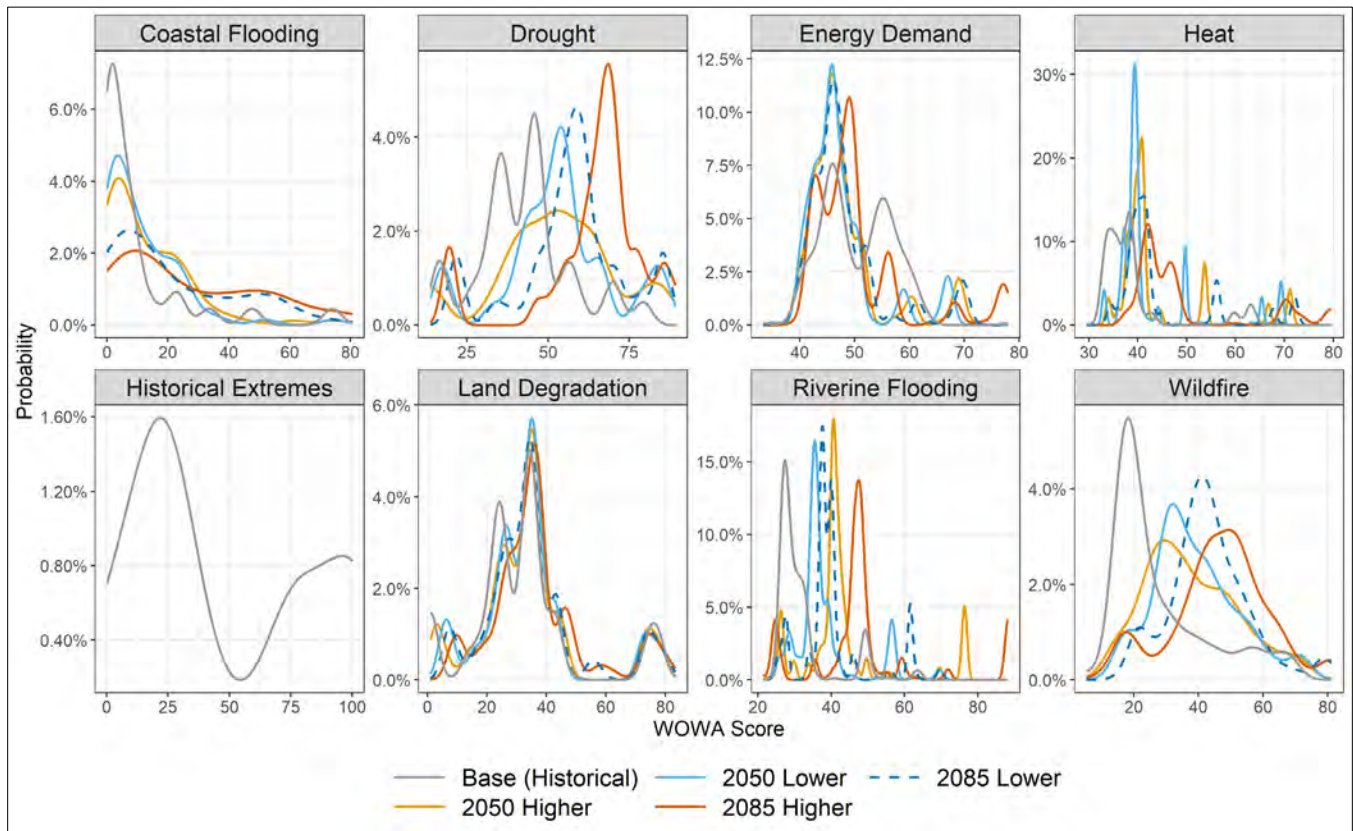 Coastal Flooding
Drought
Energy Demand
Heat
6.0%
4.0%
2.0%
0.0%
0 20 40 60 80
4.0%
2.0%
0.0%
25 50 75
12.5%
10.0%
7.5%
5.0%
2.5%
0.0%
40 50 60 70 80
30%
20%
10%
0%
30 40 50 60 70 80
Probability
Historical Extremes
Land Degradation
Riverine Flooding
Wildfire
1.60%
1.20%
0.80%
0.40%
0 25 50 75 100
6.0%
4.0%
2.0%
0.0%
0 20 40 60 80
15.0%
10.0%
5.0%
0.0%
20 40 60 80
4.0%
2.0%
0.0%
20 40 60 80
WOWA Score
Base (Historical) 2050 Lower 2085 Lower
2050 Higher 2085 Higher